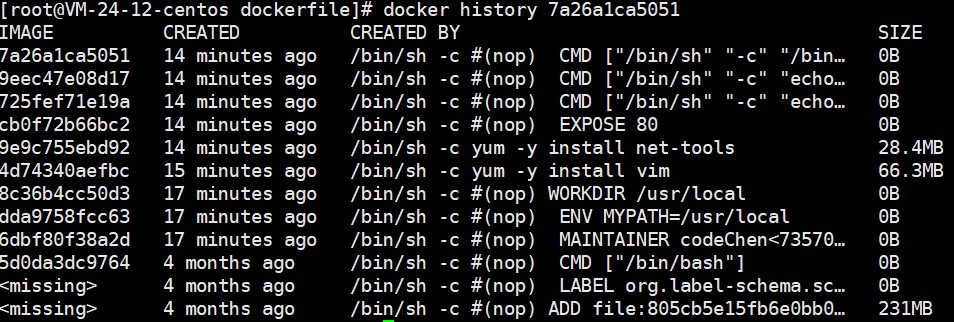 [root@VM-24-12-centos dockerfile]# docker history 7a26a1ca5051
IMAGE CREATED CREATED BY SIZE
7a26a1ca5051 14 minutes ago /bin/sh -c #(nop) CMD ["/bin/sh" "-c" "/bin… 0B
9eec47e08d17 14 minutes ago /bin/sh -c #(nop) CMD ["/bin/sh" "-c" "echo… 0B
725fef71e19a 14 minutes ago /bin/sh -c #(nop) CMD ["/bin/sh" "-c" "echo… 0B
cb0f72b66bc2 14 minutes ago /bin/sh -c #(nop) EXPOSE 80 0B
9e9c755ebd92 14 minutes ago /bin/sh -c yum -y install net-tools 28.4MB
4d74340aefbc 15 minutes ago /bin/sh -c yum -y install vim 66.3MB
8c36b4cc50d3 17 minutes ago /bin/sh -c #(nop) WORKDIR /usr/local 0B
dda9758fcc63 17 minutes ago /bin/sh -c #(nop) ENV MYPATH=/usr/local 0B
6dbf80f38a2d 17 minutes ago /bin/sh -c #(nop) MAINTAINER codeChen<73570… 0B
5d0da3dc9764 4 months ago /bin/sh -c #(nop) CMD ["/bin/bash"] 0B
<missing> 4 months ago /bin/sh -c #(nop) LABEL org.label-schema.sc… 0B
<missing> 4 months ago /bin/sh -c #(nop) ADD file:805cb5e15fb6e0bb0… 231MB